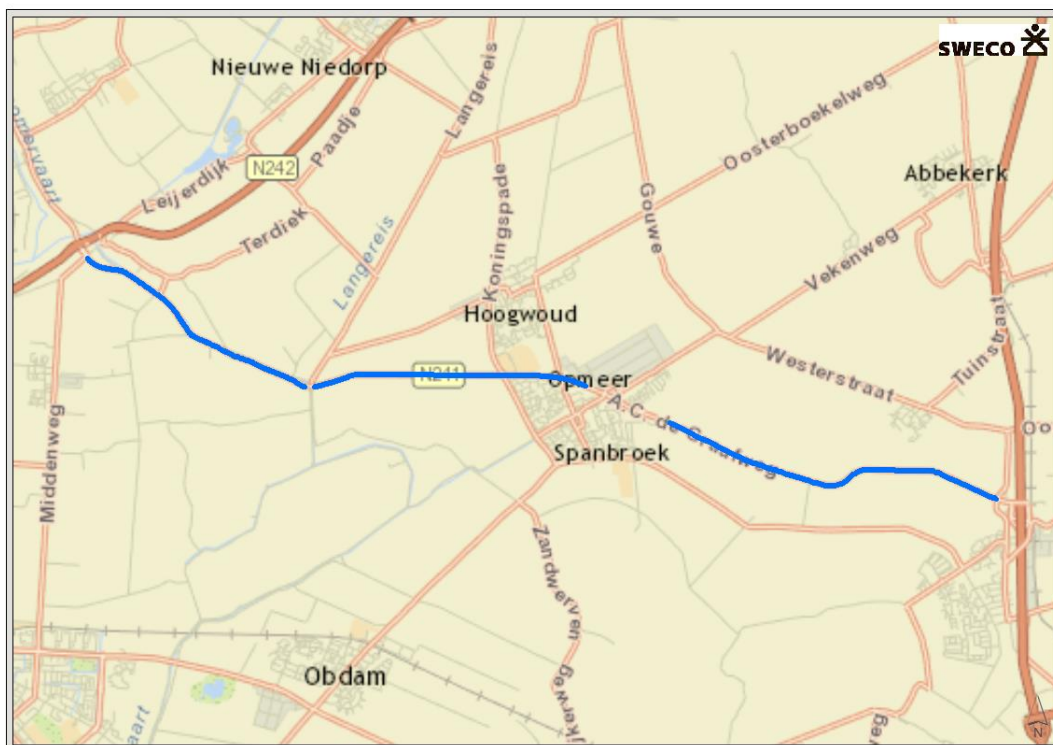 SWECO
Nieuwe Niedorp
Langereis
Oosterboekelweg
Paadje
N242
Abbekerk
Leijerdijk
Koningspade
Gouwe
Terdiek
Langereis
Vekenweg
Hoogwoud
Tuinstraat
Westerstraat
N241
Opmeer
A.C. de Graafweg
Spanbroek
Middenweg
Zandwerven
Obdam
N